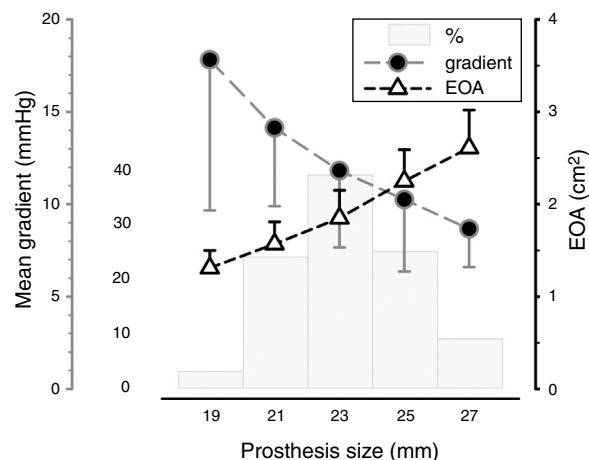 20
15
10
5
0
Mean gradient (mmHg)
40
30
20
10
0
%
gradient
EOA
4
3
2
1
0
EOA (cm²)
19 21 23 25 27
Prosthesis size (mm)